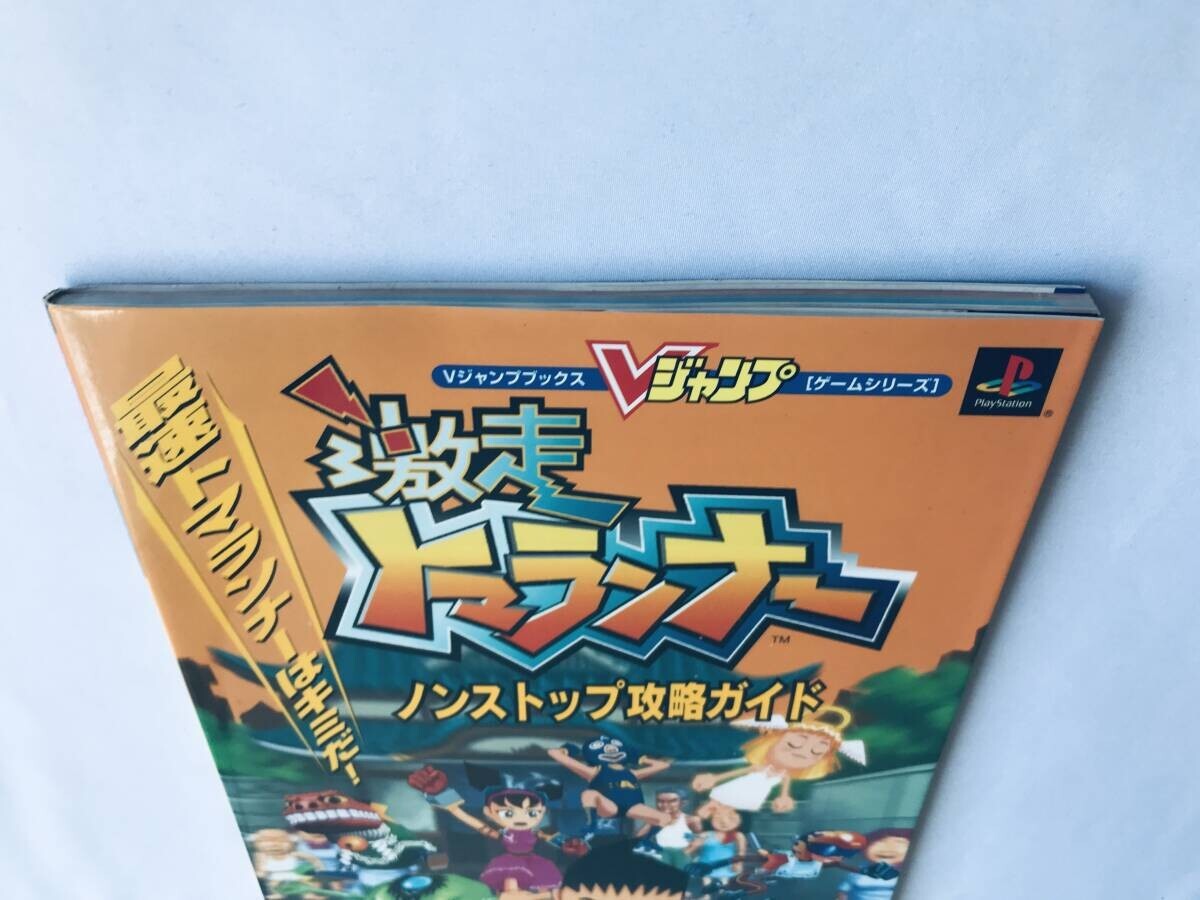 Vジャンプブックス
Vジャンプ
[ゲームシリーズ]
PlayStation®
激走
トマランナー
™
ノンストップ攻略ガイド
最速トマランナーはキミだ!